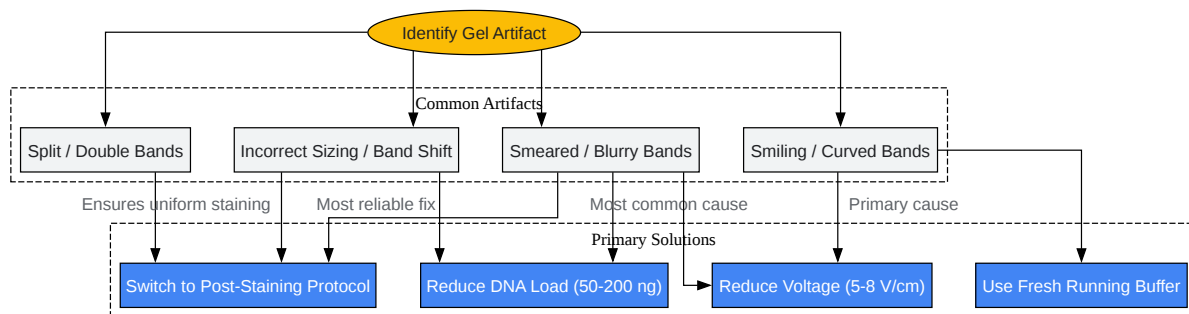 Identify Gel Artifact
Common Artifacts
Split / Double Bands
Incorrect Sizing / Band Shift
Smeared / Blurry Bands
Smiling / Curved Bands
Ensures uniform staining
Most reliable fix
Most common cause
Primary cause
Primary Solutions
Switch to Post-Staining Protocol
Reduce DNA Load (50-200 ng)
Reduce Voltage (5-8 V/cm)
Use Fresh Running Buffer